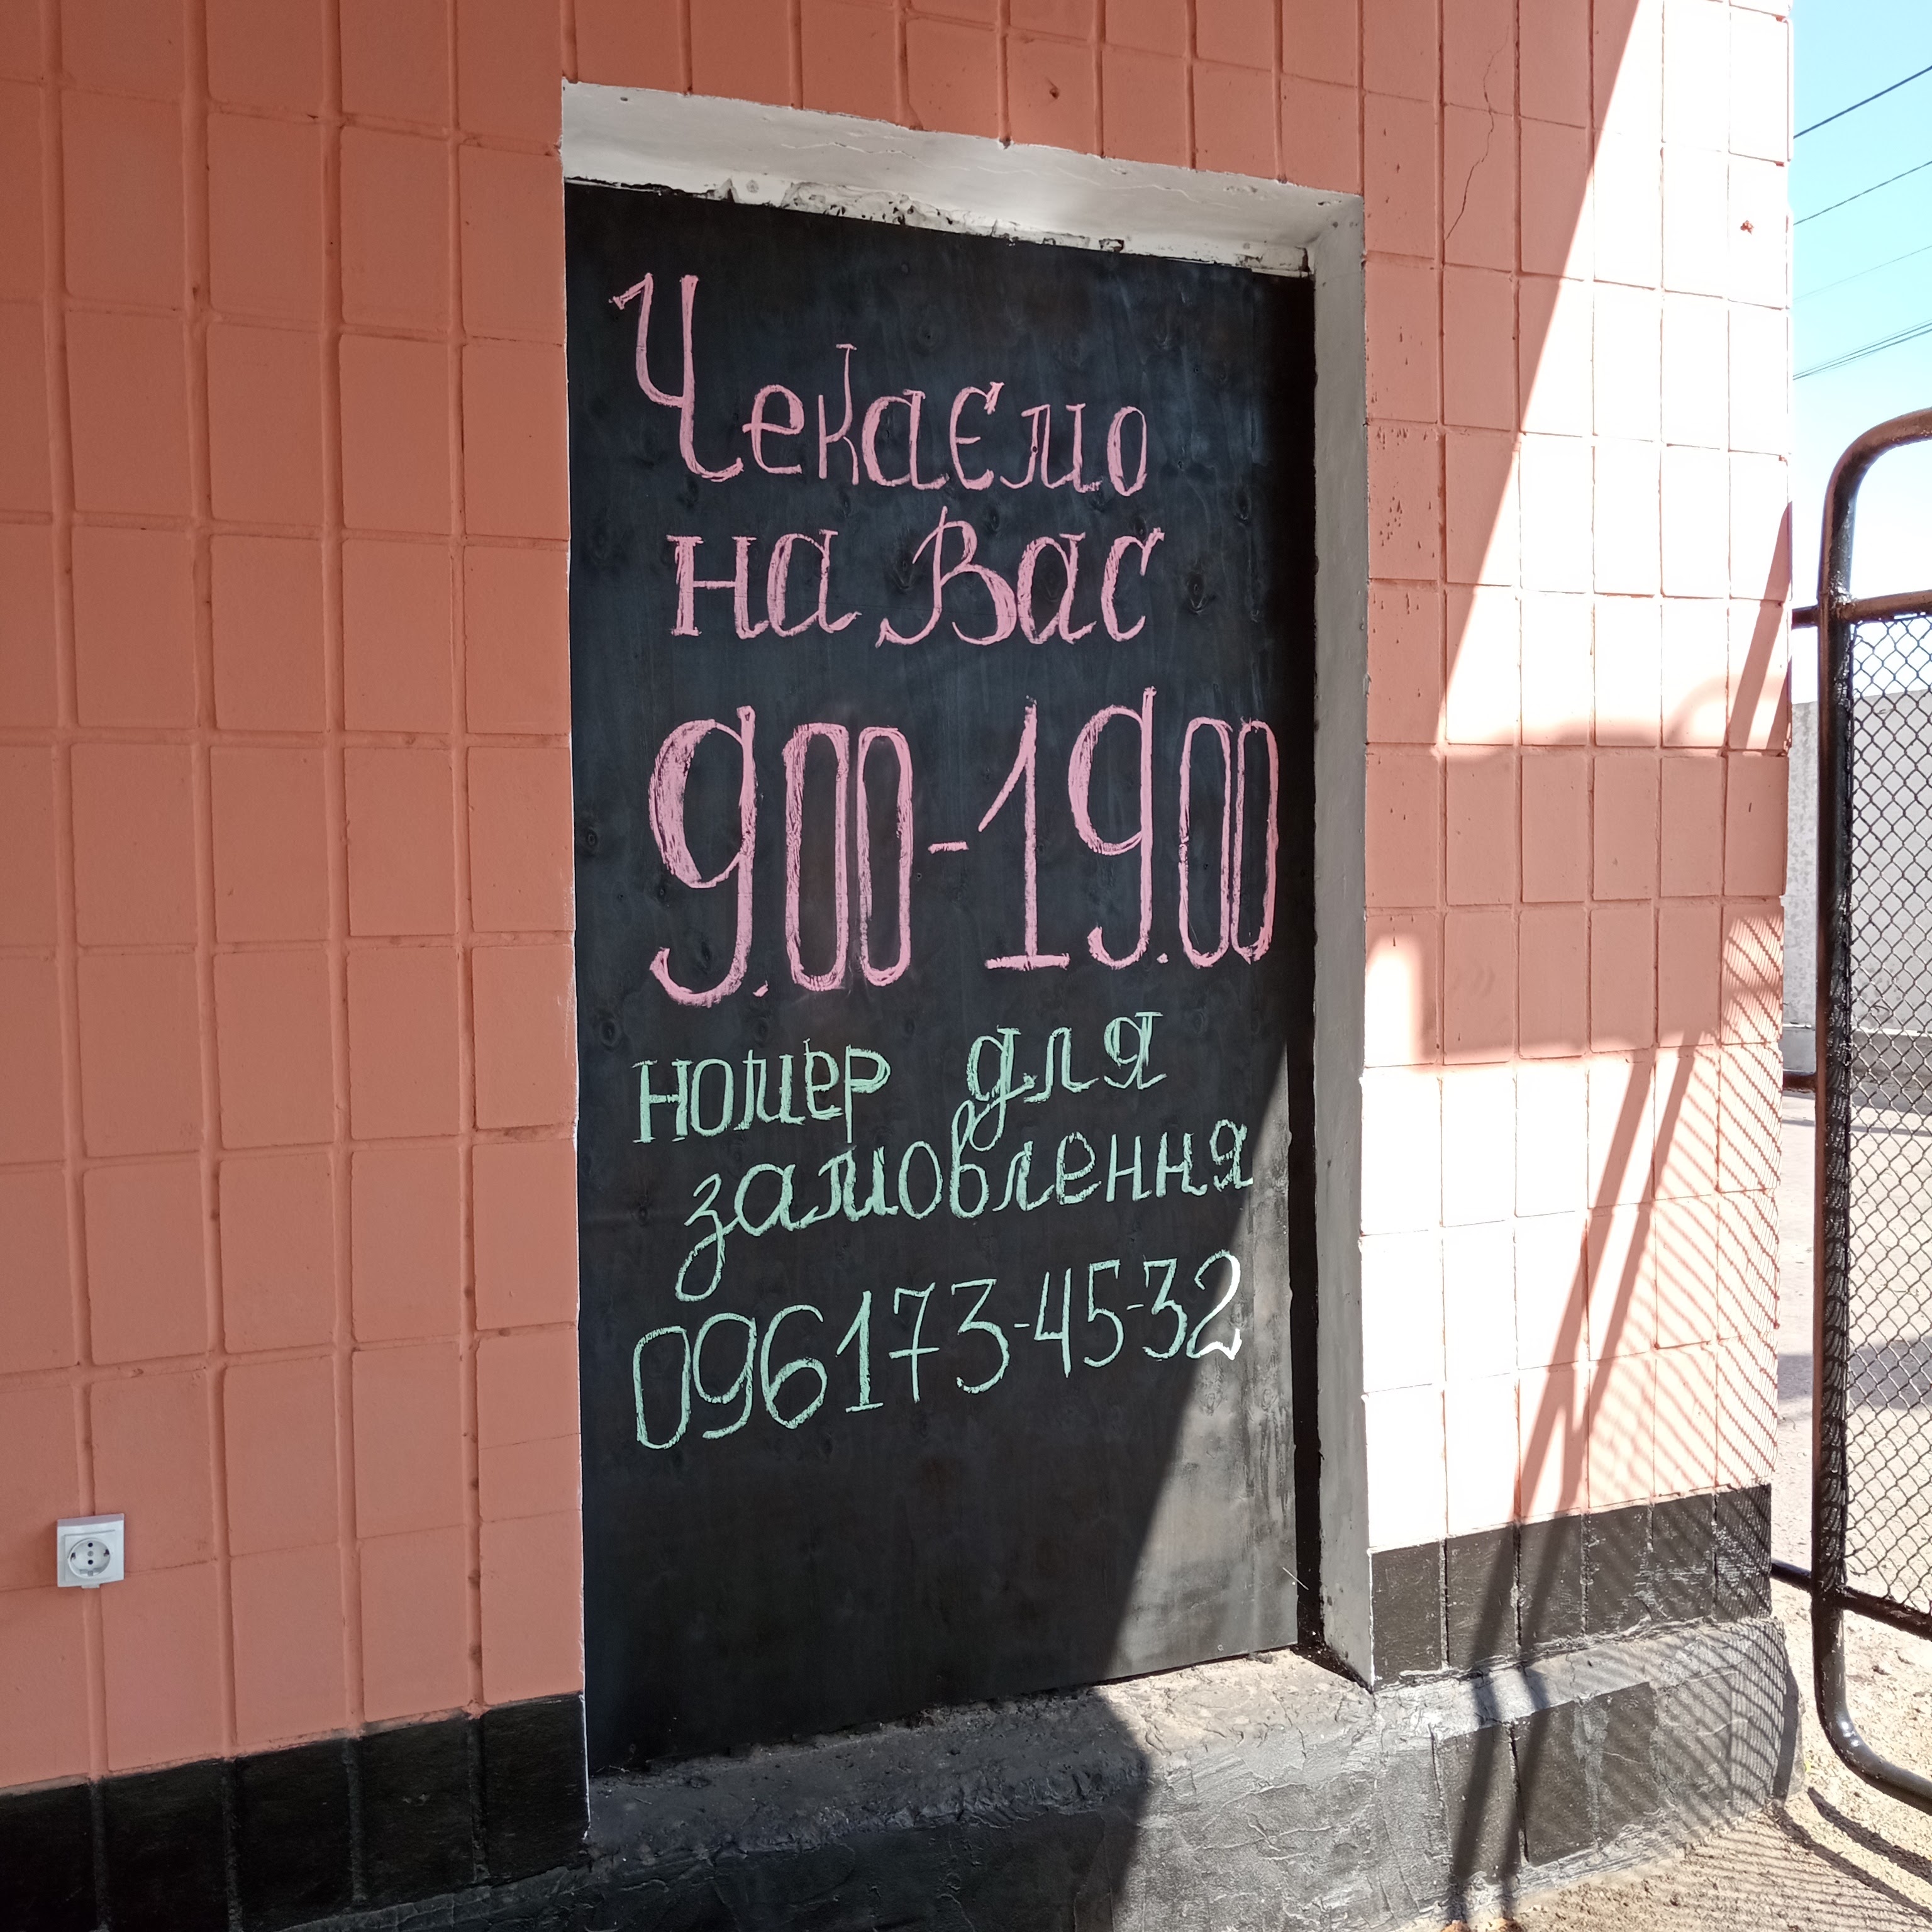 Чекаємо
на Вас
9.00-19.00
номер для
замовлення
096173-45-32